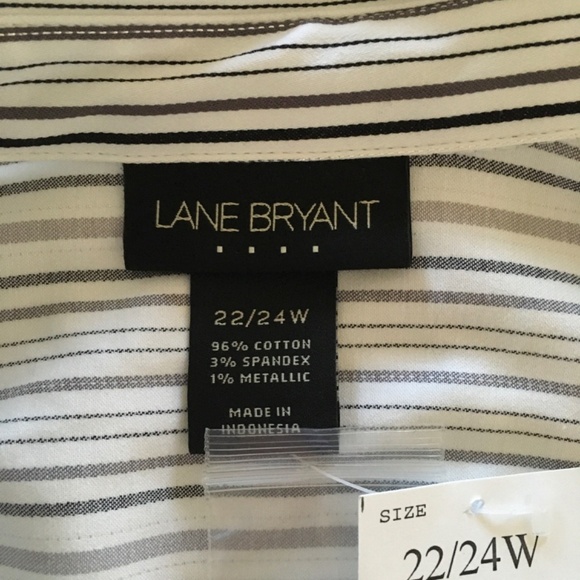 LANE BRYANT
22/24W
96% COTTON
3% SPANDEX
1% METALLIC
MADE IN
INDONESIA
SIZE
22/24W